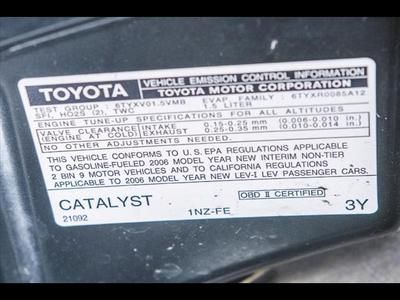 TOYOTA
VEHICLE EMISSION CONTROL INFORMATION
TOYOTA MOTOR CORPORATION
TEST GROUP : 6TYXV01.5VMB EVAP. FAMILY : 6TYXR0085A12
SFI, HO2S (2), TWC 1.5 LITER
ENGINE TUNE-UP SPECIFICATIONS FOR ALL ALTITUDES
VALVE CLEARANCE INTAKE 0.15-0.25 mm (0.006-0.010 in.)
(ENGINE AT COLD) EXHAUST 0.25-0.35 mm (0.010-0.014 in.)
NO OTHER ADJUSTMENTS NEEDED.
THIS VEHICLE CONFORMS TO U.S.EPA REGULATIONS APPLICABLE
TO GASOLINE-FUELED 2006 MODEL YEAR NEW INTERIM NON-TIER
2 BIN 9 MOTOR VEHICLES AND TO CALIFORNIA REGULATIONS
APPLICABLE TO 2006 MODEL YEAR NEW LEV-I LEV PASSENGER CARS.
OBD II CERTIFIED
CATALYST
21092 1NZ-FE 3Y